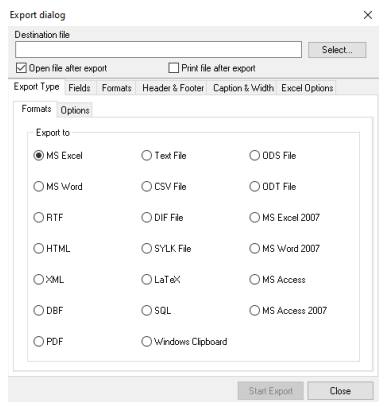 Export dialog
Destination file
Select...
Open file after export Print file after export
Export Type Fields Formats Header & Footer Caption & Width Excel Options
Formats Options
Export to
MS Excel Text File ODS File
MS Word CSV File ODT File
RTF DIF File MS Excel 2007
HTML SYLK File MS Word 2007
XML LaTeX MS Access
DBF SQL MS Access 2007
PDF Windows Clipboard
Start Export Close